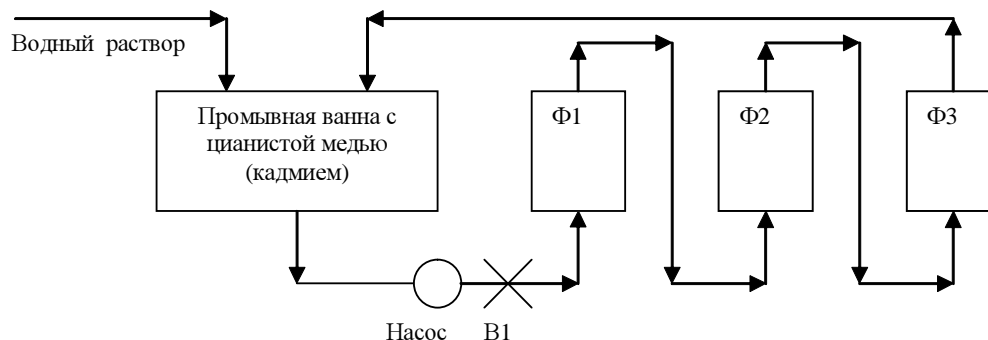 Водный раствор
Промывная ванна с
цианистой медью
(кадмием)
Ф1
Ф2
Ф3
Насос
В1